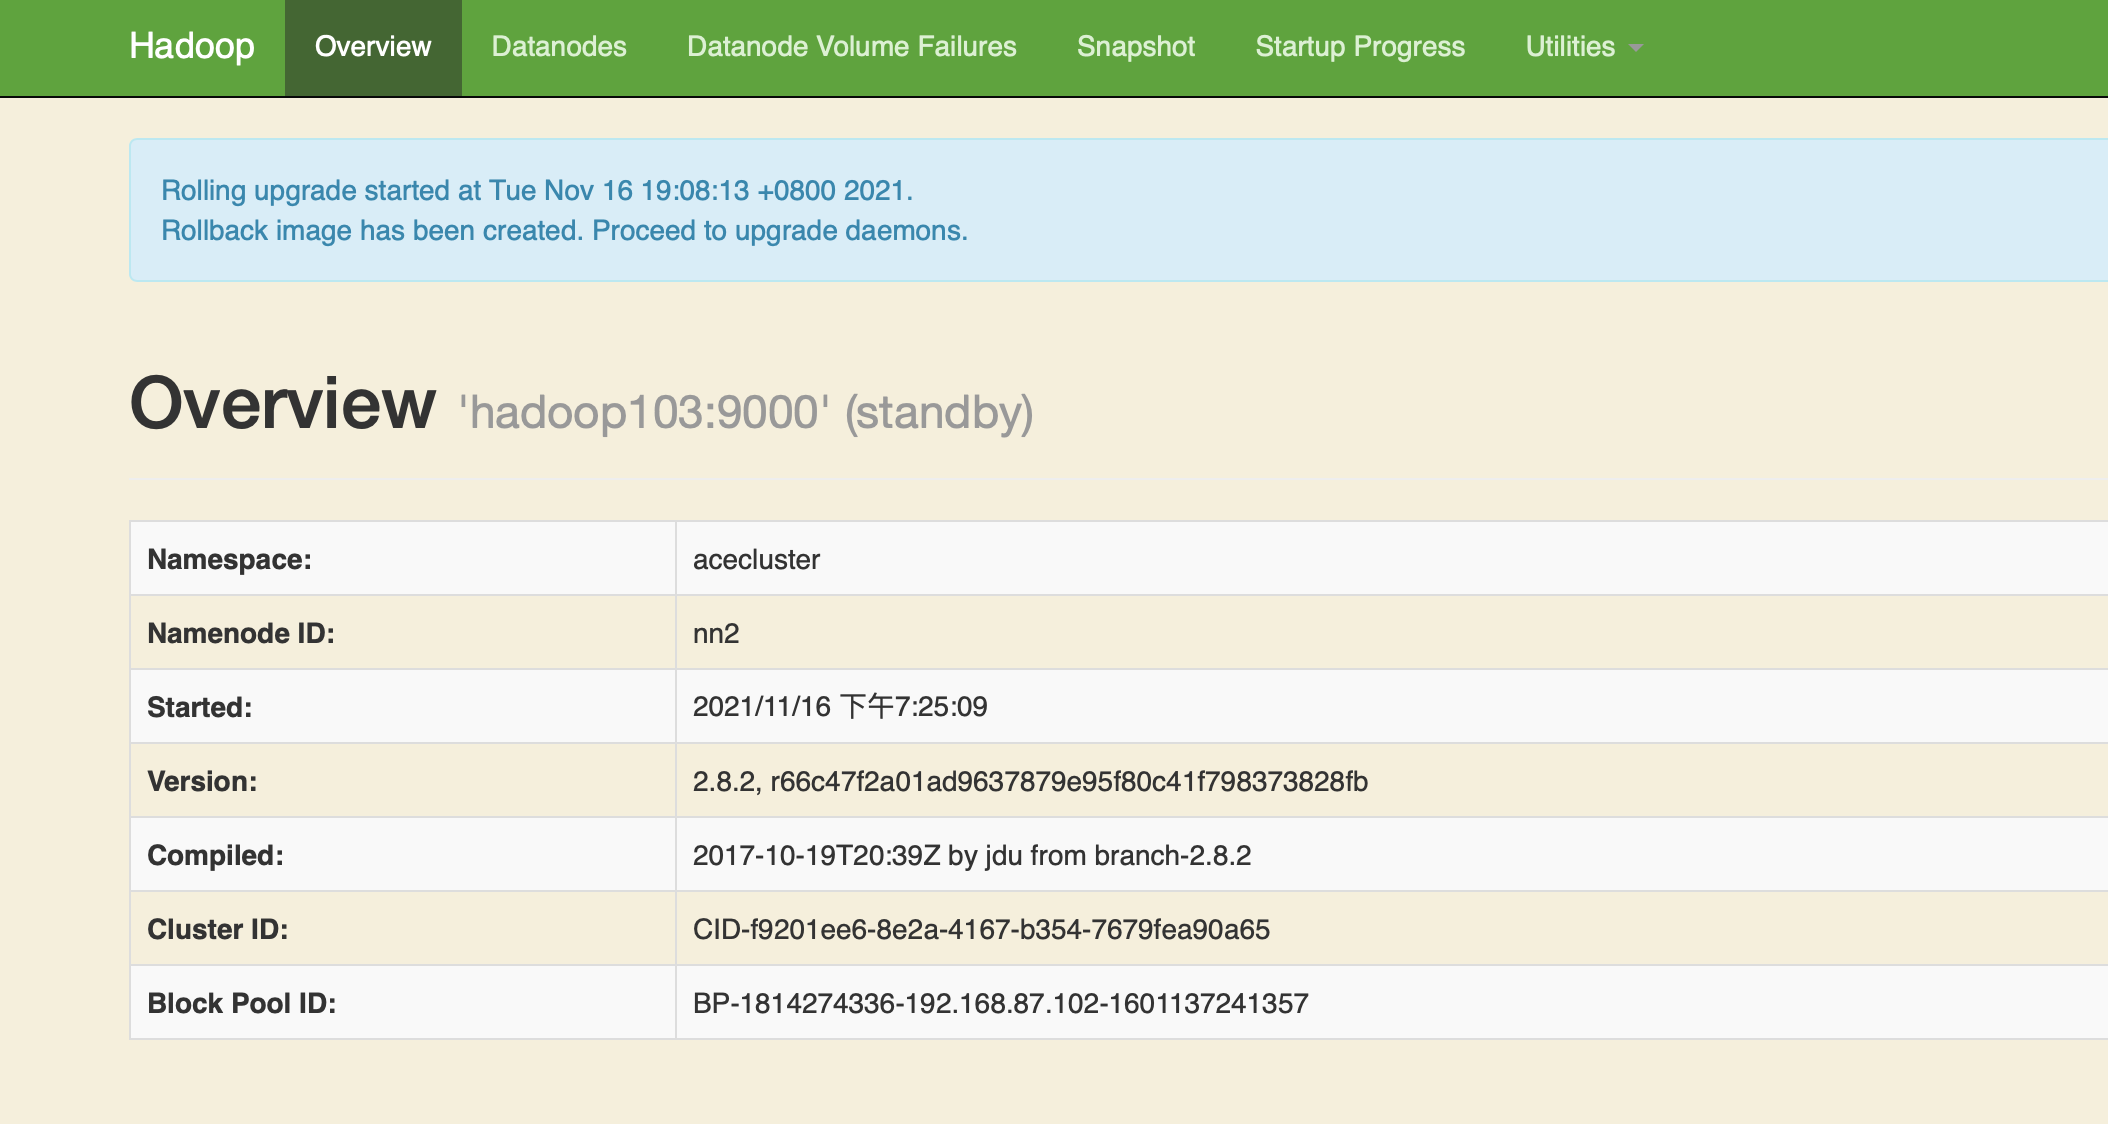 Hadoop Overview Datanodes Datanode Volume Failures Snapshot Startup Progress Utilities
Rolling upgrade started at Tue Nov 16 19:08:13 +0800 2021.
Rollback image has been created. Proceed to upgrade daemons.
Overview 'hadoop103:9000' (standby)
Namespace: acecluster
Namenode ID: nn2
Started: 2021/11/16 下午7:25:09
Version: 2.8.2, r66c47f2a01ad9637879e95f80c41f798373828fb
Compiled: 2017-10-19T20:39Z by jdu from branch-2.8.2
Cluster ID: CID-f9201ee6-8e2a-4167-b354-7679fea90a65
Block Pool ID: BP-1814274336-192.168.87.102-1601137241357